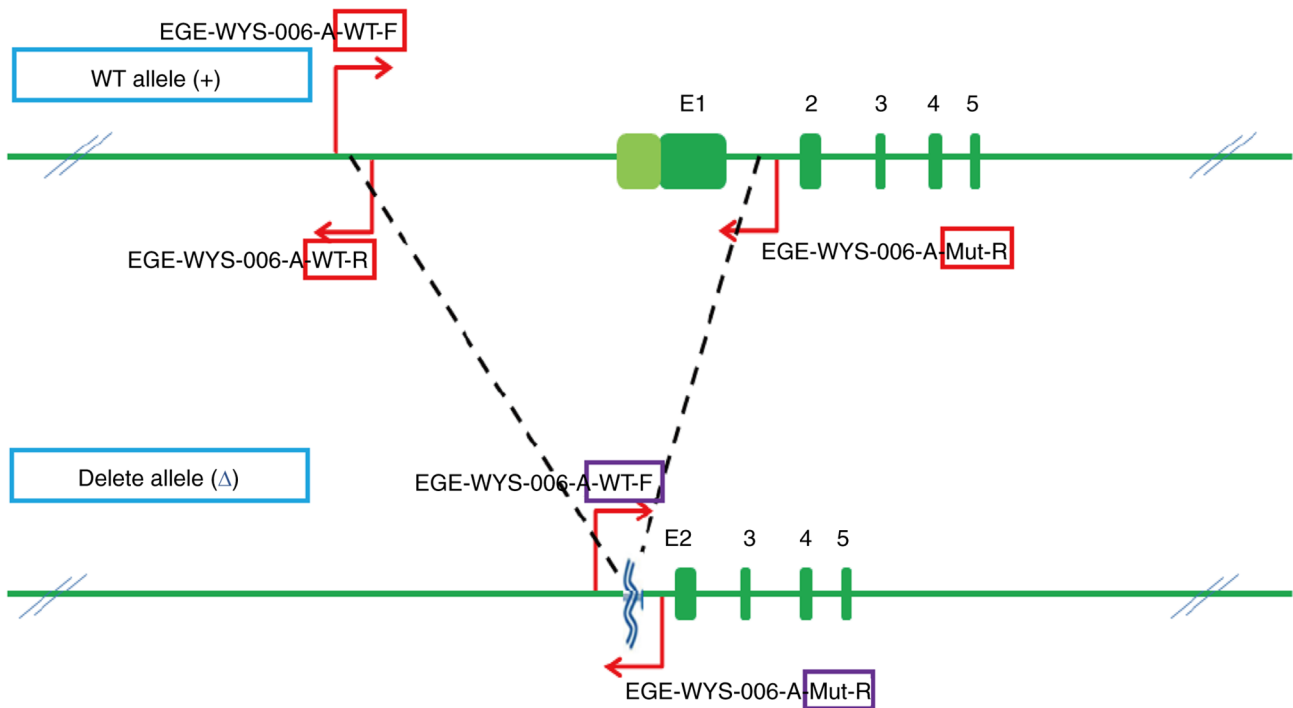 EGE-WYS-006-A-WT-F
WT allele (+)
E1 2 3 4 5
EGE-WYS-006-A-WT-R
EGE-WYS-006-A-Mut-R
Delete allele (Δ)
EGE-WYS-006-A-WT-F
E2 3 4 5
EGE-WYS-006-A-Mut-R